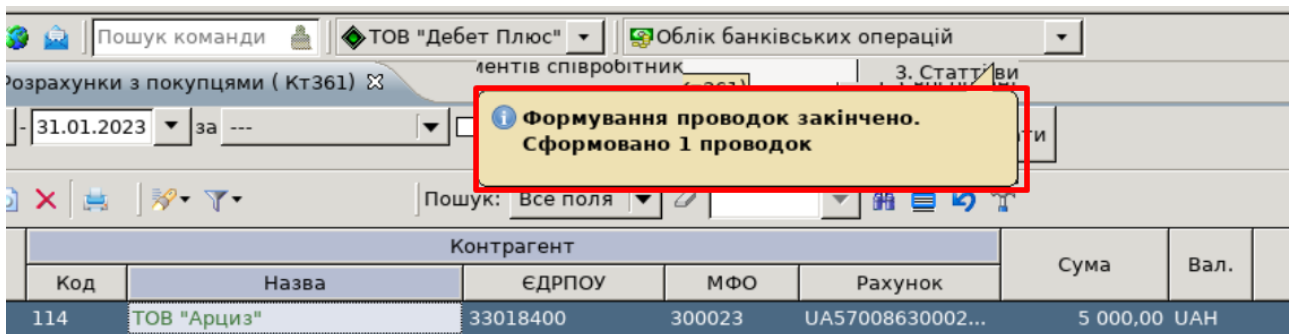 Пошук команди ТОВ "Дебет Плюс" Облік банківських операцій
ментів співробітник 3. Статт
Розрахунки з покупцями ( Кт361)
- 31.01.2023 за ---
Формування проводок закінчено.
Сформовано 1 проводок
Пошук: Все поля
Контрагент Сума Вал.
Код Назва ЄДРПОУ МФО Рахунок
114 ТОВ "Арциз" 33018400 300023 UA57008630002... 5 000,00 UAH